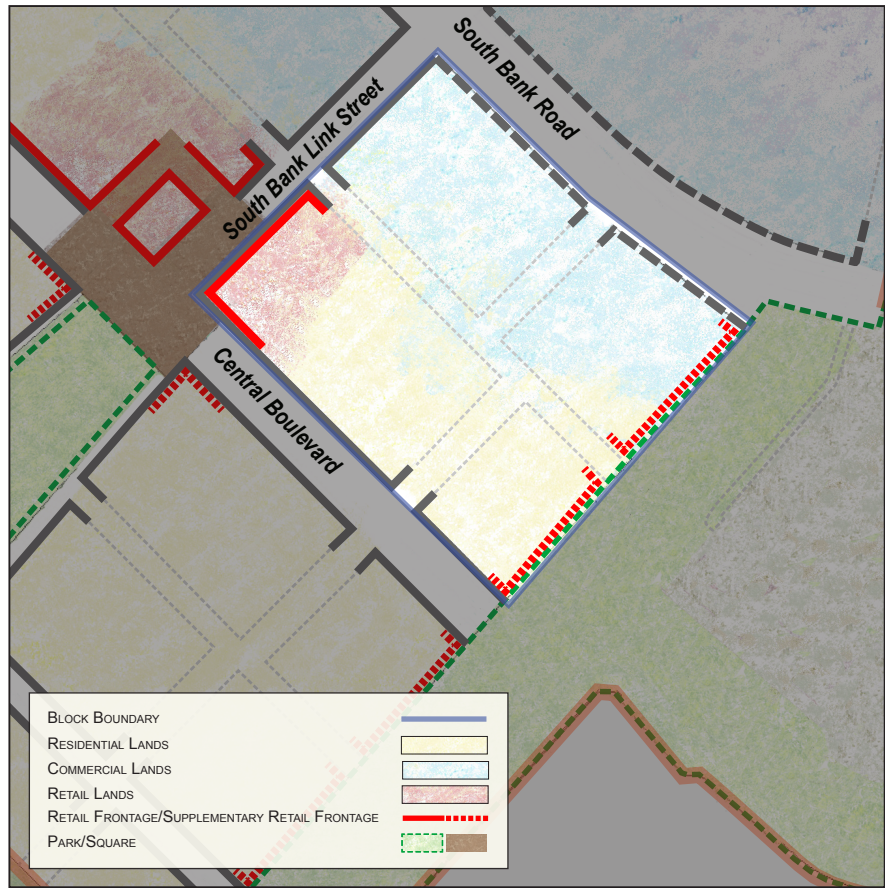 South Bank Road
South Bank Link Street
Central Boulevard
BLOCK BOUNDARY
RESIDENTIAL LANDS
COMMERCIAL LANDS
RETAIL LANDS
RETAIL FRONTAGE/SUPPLEMENTARY RETAIL FRONTAGE
PARK/SQUARE